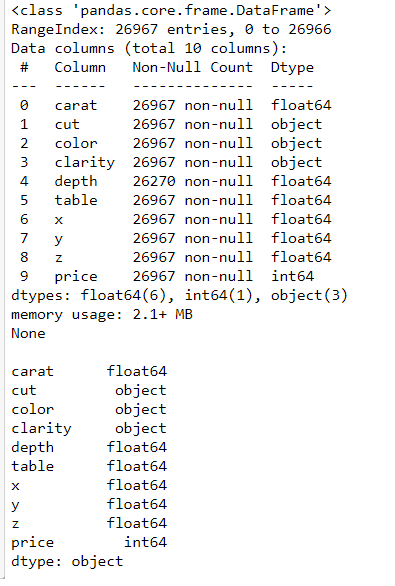 <class 'pandas.core.frame.DataFrame'>
RangeIndex: 26967 entries, 0 to 26966
Data columns (total 10 columns):
 #   Column   Non-Null Count  Dtype
---  ------   --------------  -----
 0   carat    26967 non-null  float64
 1   cut      26967 non-null  object
 2   color    26967 non-null  object
 3   clarity  26967 non-null  object
 4   depth    26270 non-null  float64
 5   table    26967 non-null  float64
 6   x        26967 non-null  float64
 7   y        26967 non-null  float64
 8   z        26967 non-null  float64
 9   price    26967 non-null  int64
dtypes: float64(6), int64(1), object(3)
memory usage: 2.1+ MB
None

carat      float64
cut         object
color       object
clarity     object
depth      float64
table      float64
x          float64
y          float64
z          float64
price        int64
dtype: object